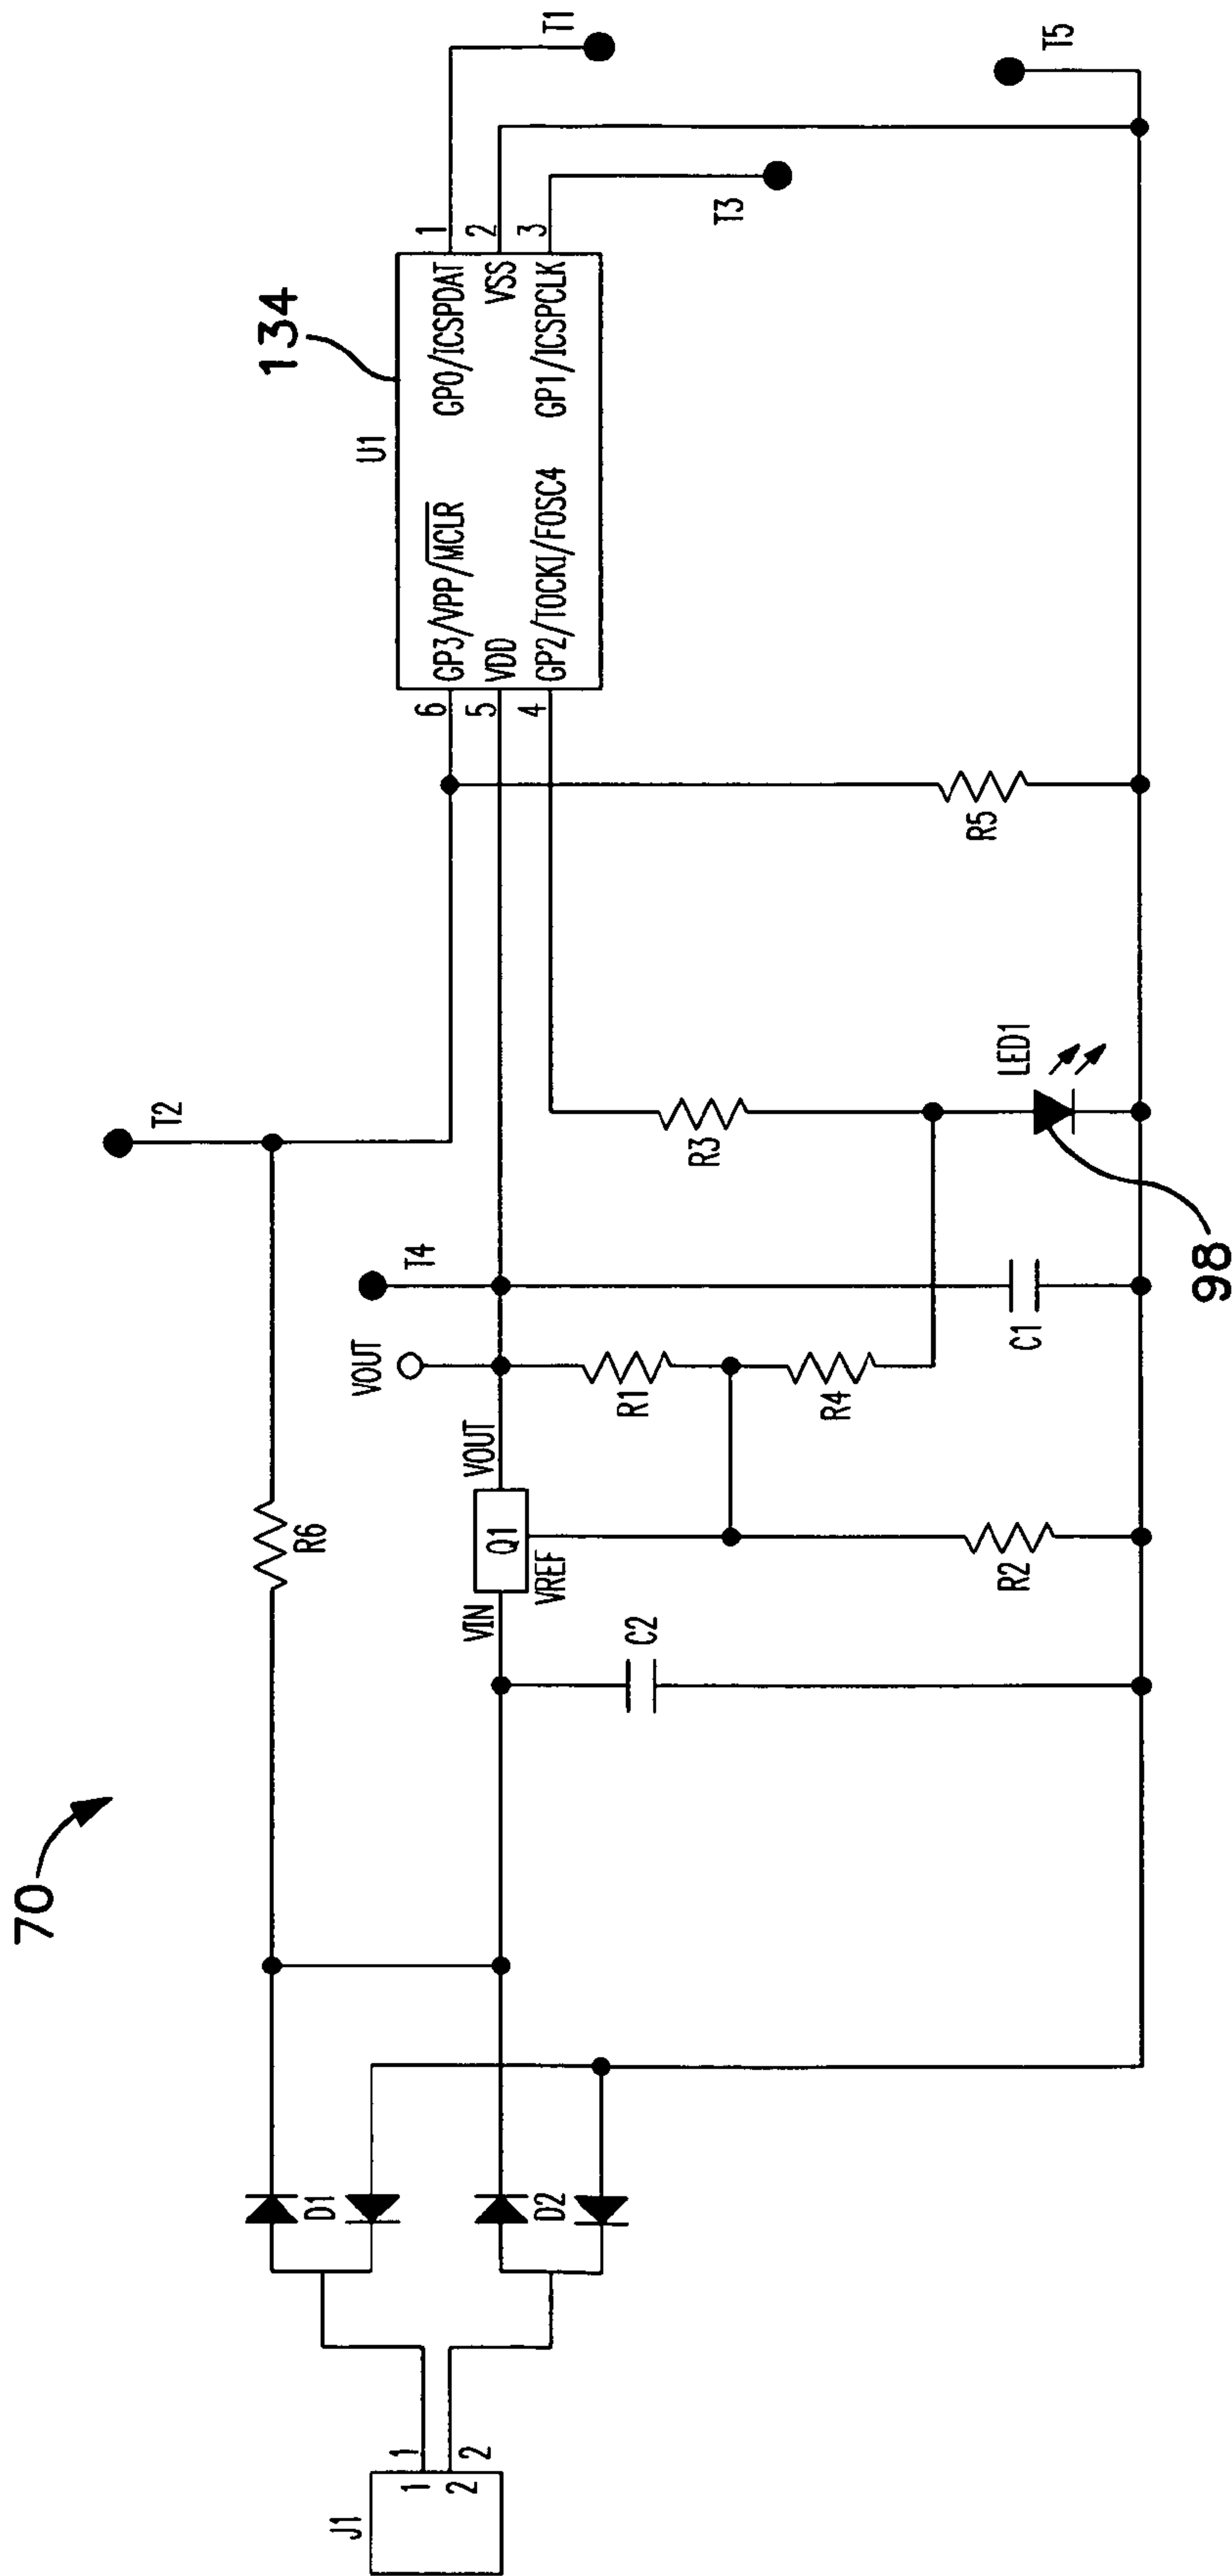 70
J1
1
1
2
2
D1
D2
R6
T2
VIN
Q1
VOUT
VREF
C2
R2
VOUT
T4
R1
R4
C1
R3
LED1
98
R5
U1
134
6
GP3/VPP/MCLR
5
VDD
4
GP2/TOCKI/FOSC4
GP0/ICSPDAT
1
VSS
2
GP1/ICSPCLK
3
T1
T3
T5